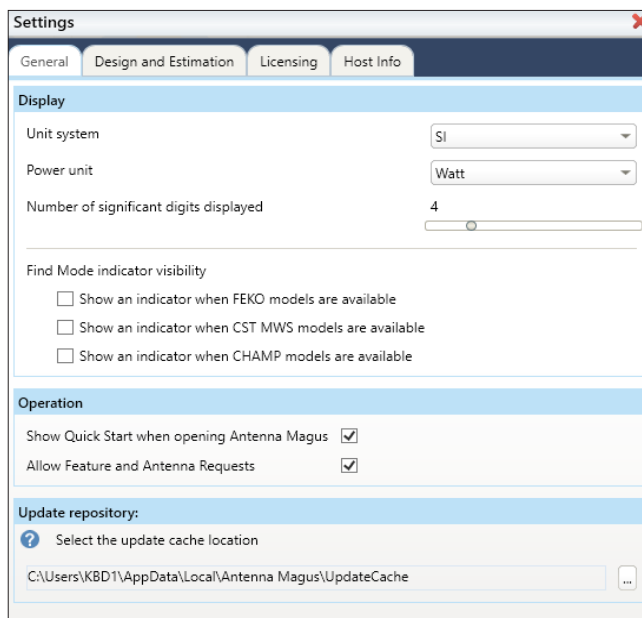 Settings
General Design and Estimation Licensing Host Info
Display
Unit system SI
Power unit Watt
Number of significant digits displayed 4
Find Mode indicator visibility
Show an indicator when FEKO models are available
Show an indicator when CST MWS models are available
Show an indicator when CHAMP models are available
Operation
Show Quick Start when opening Antenna Magus
Allow Feature and Antenna Requests
Update repository:
? Select the update cache location
C:\Users\KBD1\AppData\Local\Antenna Magus\UpdateCache ...